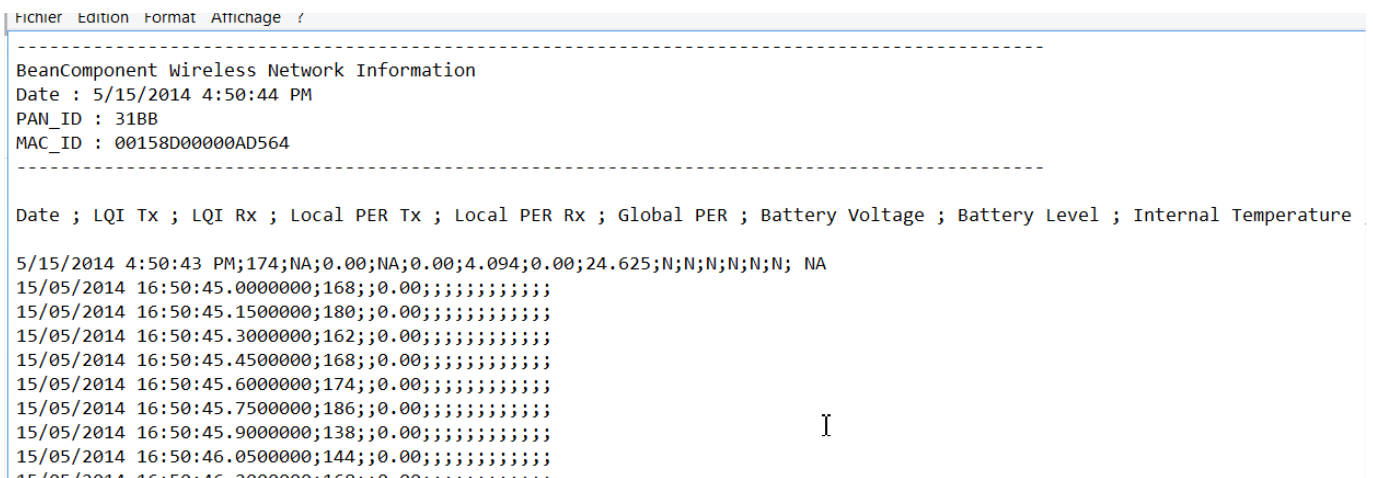 Fichier Edition Format Affichage ?
--------------------------------------------------------------------------------------------
BeanComponent Wireless Network Information
Date : 5/15/2014 4:50:44 PM
PAN_ID : 31BB
MAC_ID : 00158D00000AD564
--------------------------------------------------------------------------------------------
Date ; LQI Tx ; LQI Rx ; Local PER Tx ; Local PER Rx ; Global PER ; Battery Voltage ; Battery Level ; Internal Temperature
5/15/2014 4:50:43 PM;174;NA;0.00;NA;0.00;4.094;0.00;24.625;N;N;N;N;N;N; NA
15/05/2014 16:50:45.0000000;168;;0.00;;;;;;;;;;;;
15/05/2014 16:50:45.1500000;180;;0.00;;;;;;;;;;;;
15/05/2014 16:50:45.3000000;162;;0.00;;;;;;;;;;;;
15/05/2014 16:50:45.4500000;168;;0.00;;;;;;;;;;;;
15/05/2014 16:50:45.6000000;174;;0.00;;;;;;;;;;;;
15/05/2014 16:50:45.7500000;186;;0.00;;;;;;;;;;;;
15/05/2014 16:50:45.9000000;138;;0.00;;;;;;;;;;;;
15/05/2014 16:50:46.0500000;144;;0.00;;;;;;;;;;;;